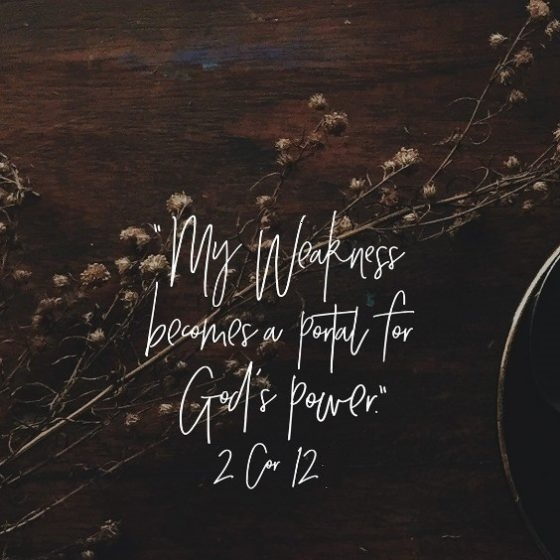 "My Weakness
becomes a portal for
God's power."
2 Cor 12